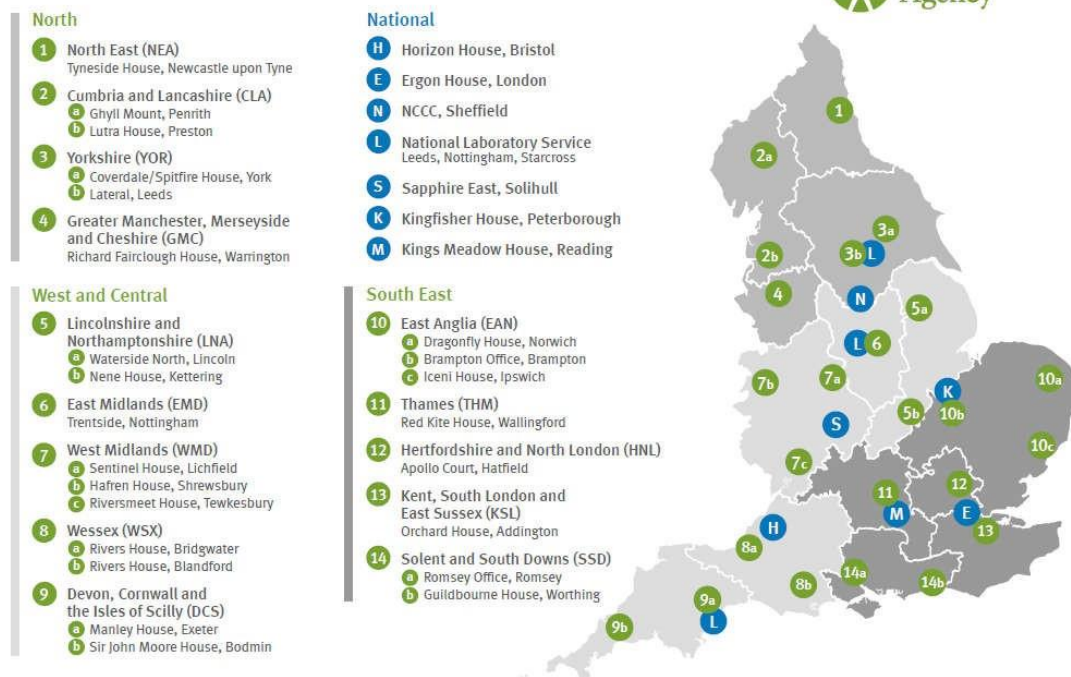 Agency
North
1 North East (NEA)
Tyneside House, Newcastle upon Tyne
2 Cumbria and Lancashire (CLA)
a Ghyll Mount, Penrith
b Lutra House, Preston
3 Yorkshire (YOR)
a Coverdale/Spitfire House, York
b Lateral, Leeds
4 Greater Manchester, Merseyside
and Cheshire (GMC)
Richard Fairclough House, Warrington
National
H Horizon House, Bristol
E Ergon House, London
N NCCC, Sheffield
L National Laboratory Service
Leeds, Nottingham, Starcross
S Sapphire East, Solihull
K Kingfisher House, Peterborough
M Kings Meadow House, Reading
West and Central
5 Lincolnshire and
Northamptonshire (LNA)
a Waterside North, Lincoln
b Nene House, Kettering
6 East Midlands (EMD)
Trentside, Nottingham
7 West Midlands (WMD)
a Sentinel House, Lichfield
b Hafren House, Shrewsbury
c Riversmeet House, Tewkesbury
8 Wessex (WSX)
a Rivers House, Bridgwater
b Rivers House, Blandford
9 Devon, Cornwall and
the Isles of Scilly (DCS)
a Manley House, Exeter
b Sir John Moore House, Bodmin
South East
10 East Anglia (EAN)
a Dragonfly House, Norwich
b Brampton Office, Brampton
c Iceni House, Ipswich
11 Thames (THM)
Red Kite House, Wallingford
12 Hertfordshire and North London (HNL)
Apollo Court, Hatfield
13 Kent, South London and
East Sussex (KSL)
Orchard House, Addington
14 Solent and South Downs (SSD)
a Romsey Office, Romsey
b Guildbourne House, Worthing
1
2a
3a
3b L
2b
4
N
5a
L 6
7b
7a
10a
K
5b
10b
S
10c
7c
12
11
M
E
13
H
8a
14a
14b
8b
9a
L
9b